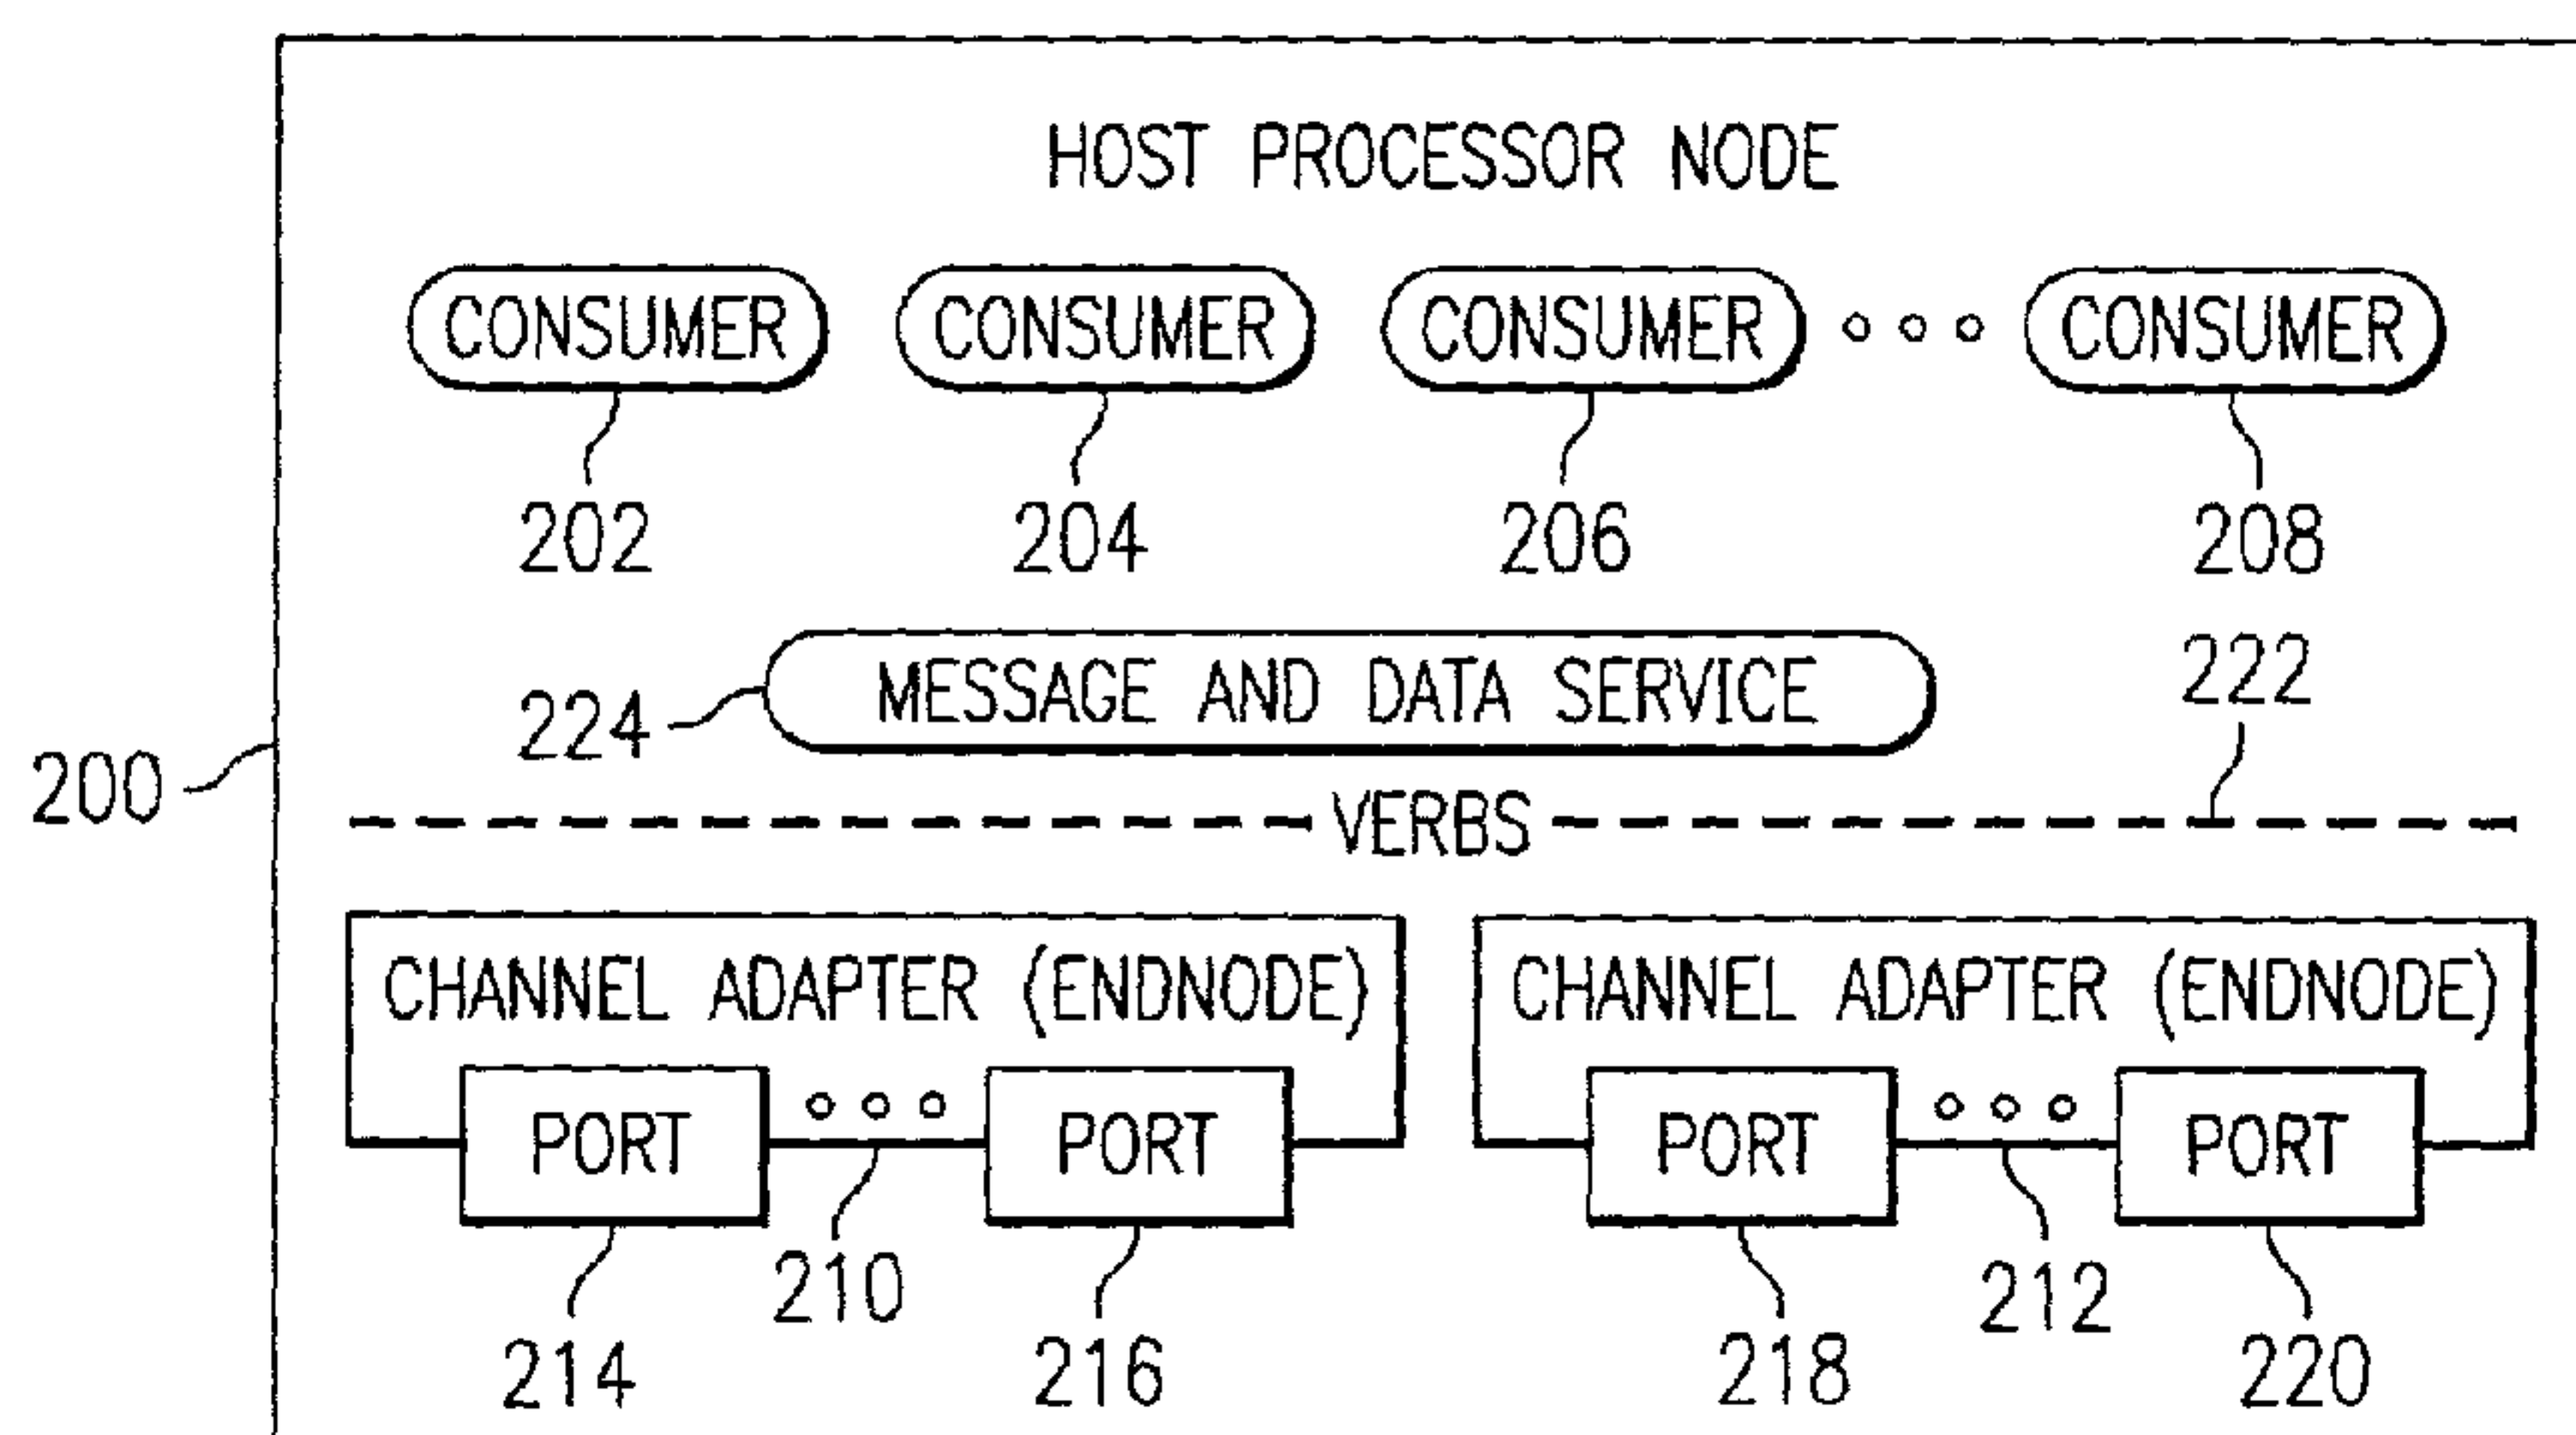 HOST PROCESSOR NODE
CONSUMER CONSUMER CONSUMER CONSUMER
202 204 206 208
222
MESSAGE AND DATA SERVICE
224
200
VERBS
CHANNEL ADAPTER (ENDNODE) CHANNEL ADAPTER (ENDNODE)
PORT PORT PORT PORT
210 212
214 216 218 220